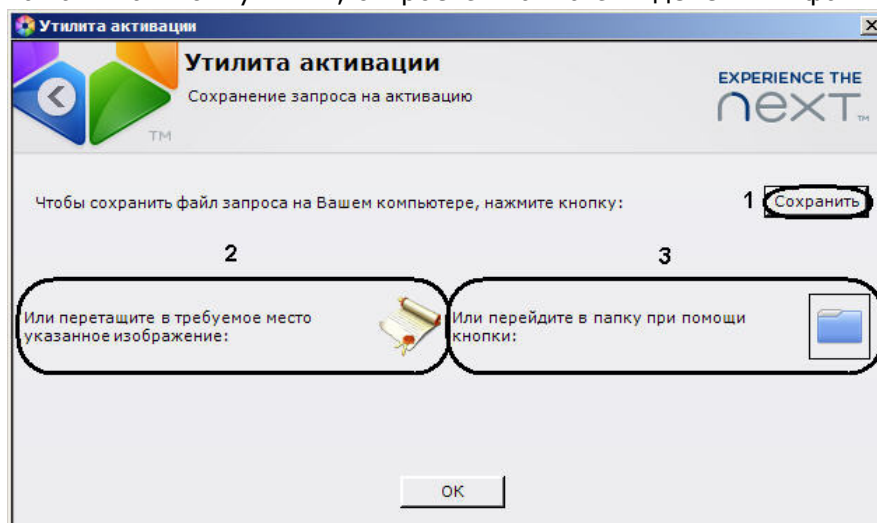 Утилита активации
Утилита активации
Сохранение запроса на активацию
EXPERIENCE THE
next™
TM
Чтобы сохранить файл запроса на Вашем компьютере, нажмите кнопку:
1
Сохранить
2
3
Или перетащите в требуемое место
указанное изображение:
Или перейдите в папку при помощи
кнопки:
OK